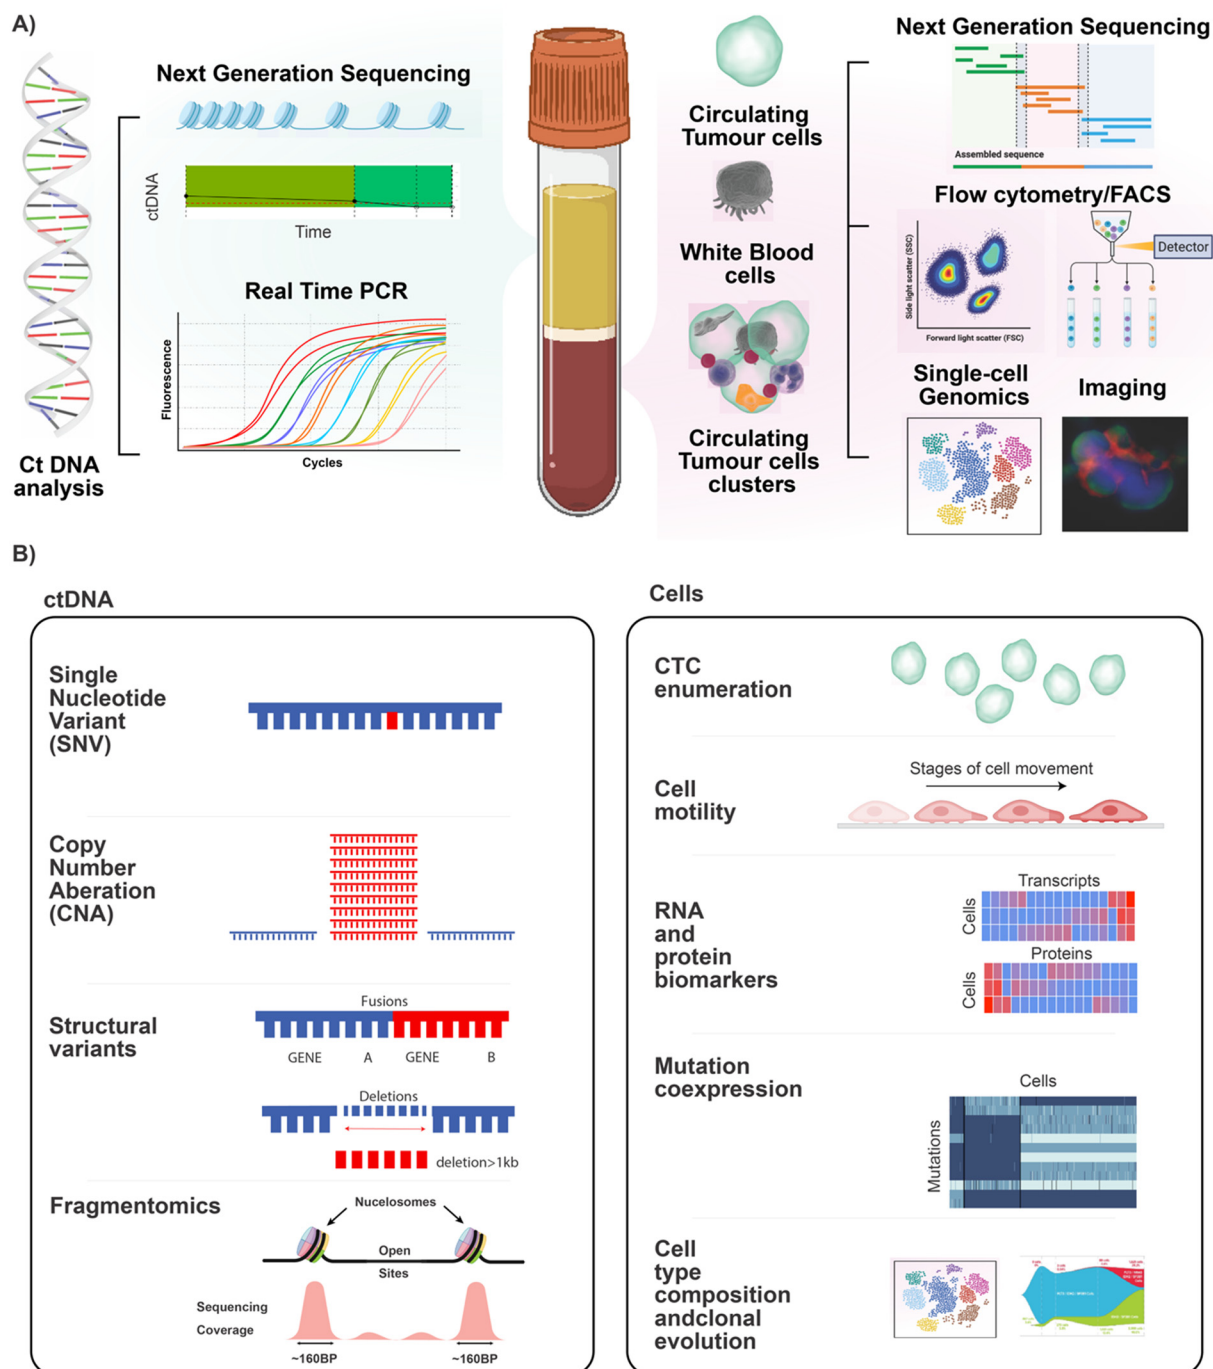 A)
Next Generation Sequencing
ctDNA
Time
Real Time PCR
Fluorescence
Cycles
Ct DNA
analysis
Circulating
Tumour cells
White Blood
cells
Circulating
Tumour cells
clusters
Next Generation Sequencing
Assembled sequence
Flow cytometry/FACS
Side light scatter (SSC)
Forward light scatter (FSC)
Detector
Single-cell
Genomics
Imaging
B)
ctDNA
Single
Nucleotide
Variant
(SNV)
Copy
Number
Aberation
(CNA)
Structural
variants
Fusions
GENE A GENE B
Deletions
deletion>1kb
Fragmentomics
Nucelosomes
Open
Sites
Sequencing
Coverage
~160BP ~160BP
Cells
CTC
enumeration
Cell
motility
Stages of cell movement
RNA
and
protein
biomarkers
Transcripts
Cells
Proteins
Cells
Mutation
coexpression
Cells
Mutations
Cell
type
composition
andclonal
evolution